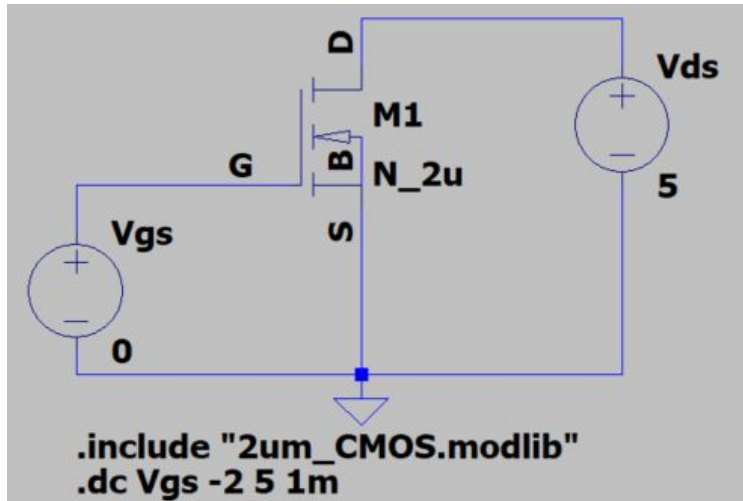 D
Vds
+
M1
G
B
N_2u
−
5
S
Vgs
+
−
0
.include "2um_CMOS.modlib"
.dc Vgs -2 5 1m